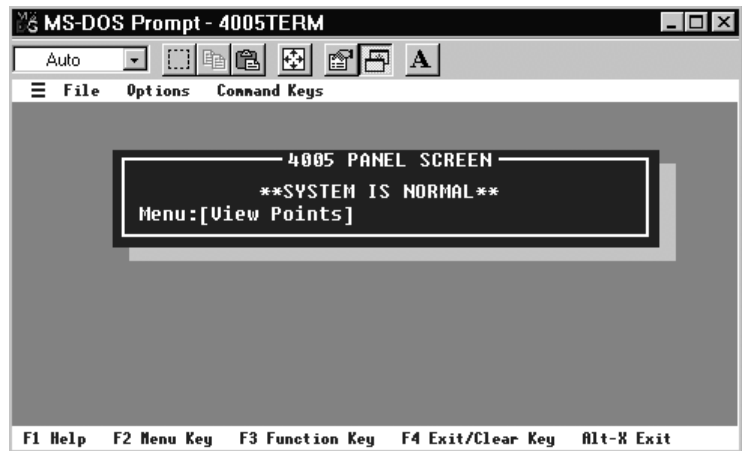 MS-DOS Prompt - 4005TERM
Auto
A
File Options Command Keys
4005 PANEL SCREEN
**SYSTEM IS NORMAL**
Menu:[View Points]
F1 Help F2 Menu Key F3 Function Key F4 Exit/Clear Key Alt-X Exit